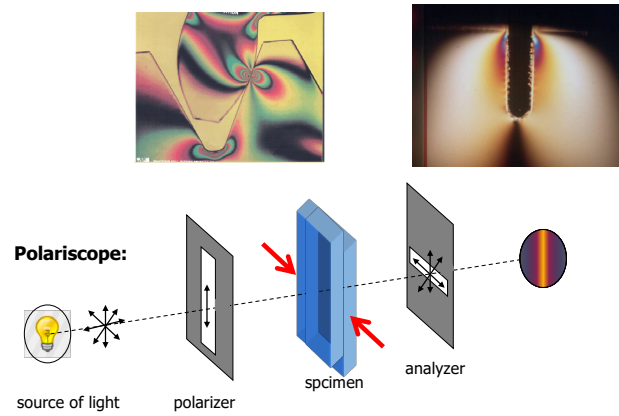 Polariscope:
source of light
polarizer
spcimen
analyzer